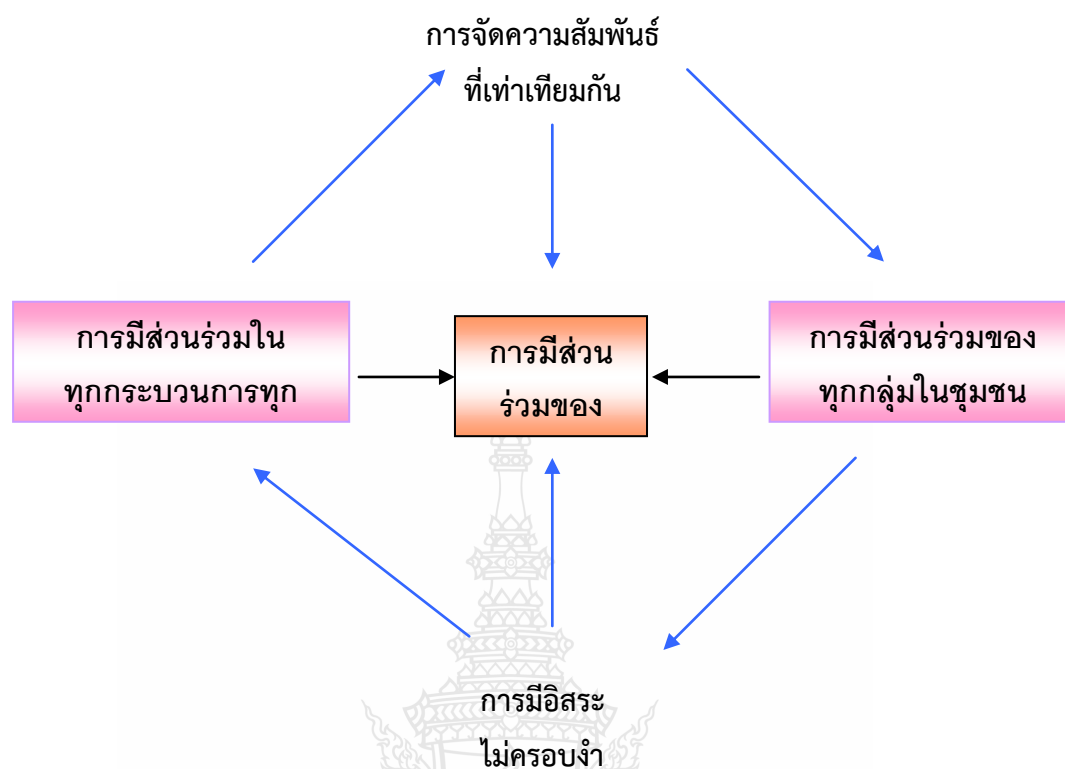 การจัดความสัมพันธ์
ที่เท่าเทียมกัน
การมีส่วนร่วมใน
ทุกกระบวนการทุก
การมีส่วน
ร่วมของ
การมีส่วนร่วมของ
ทุกกลุ่มในชุมชน
การมีอิสระ
ไม่ครอบงำ